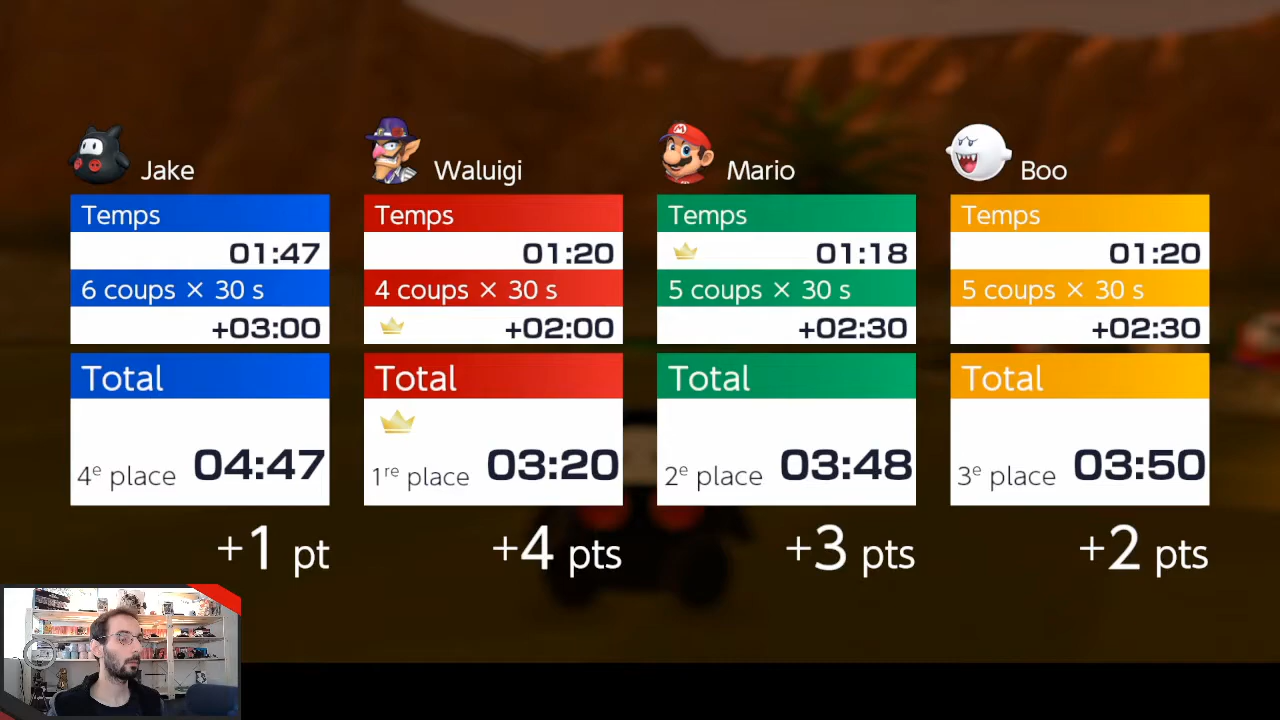 Jake
Temps
01:47
6 coups × 30 s
+03:00
Total
4e place 04:47
+1 pt
Waluigi
Temps
01:20
4 coups × 30 s
+02:00
Total
1re place 03:20
+4 pts
Mario
Temps
01:18
5 coups × 30 s
+02:30
Total
2e place 03:48
+3 pts
Boo
Temps
01:20
5 coups × 30 s
+02:30
Total
3e place 03:50
+2 pts